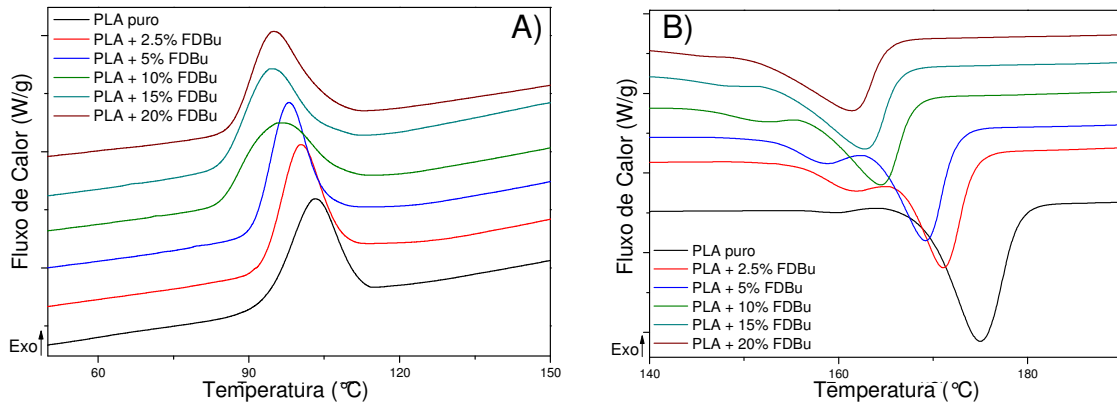 A)
Fluxo de Calor (W/g)
PLA puro
PLA + 2.5% FDBu
PLA + 5% FDBu
PLA + 10% FDBu
PLA + 15% FDBu
PLA + 20% FDBu
Exo
60
90
120
150
Temperatura (°C)
B)
Fluxo de Calor (W/g)
PLA puro
PLA + 2.5% FDBu
PLA + 5% FDBu
PLA + 10% FDBu
PLA + 15% FDBu
PLA + 20% FDBu
Exo
140
160
170
180
Temperatura (°C)